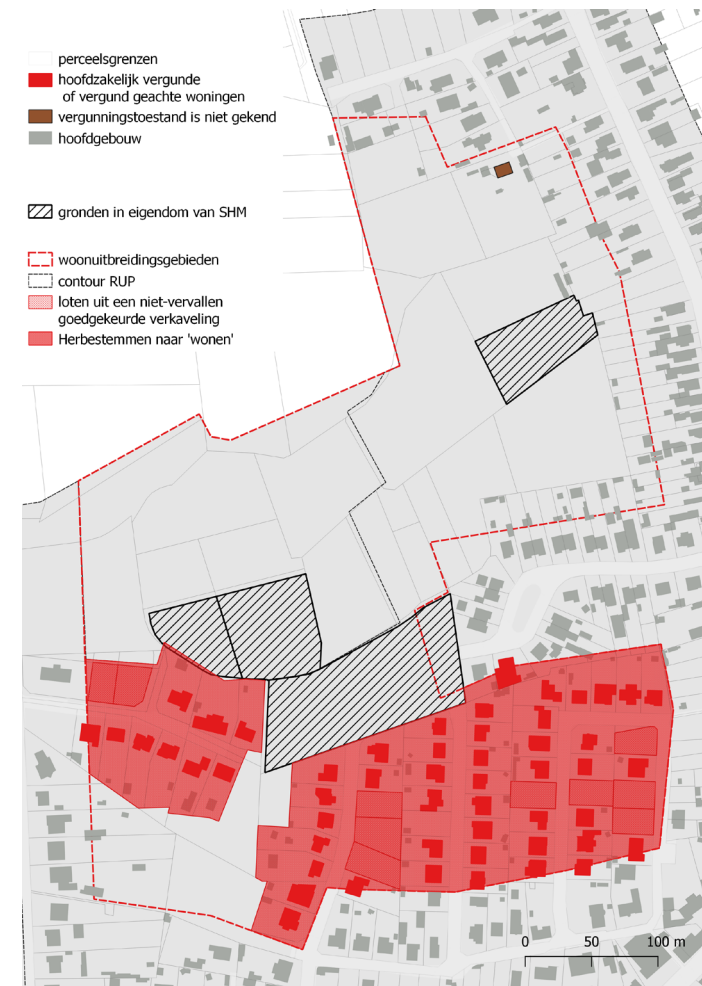 perceelsgrenzen
hoofdzakelijk vergunde
of vergund geachte woningen
vergunningstoestand is niet gekend
hoofdgebouw
gronden in eigendom van SHM
woonuitbreidingsgebieden
contour RUP
loten uit een niet-vervallen
goedgekeurde verkaveling
Herbestemmen naar 'wonen'
0 50 100 m